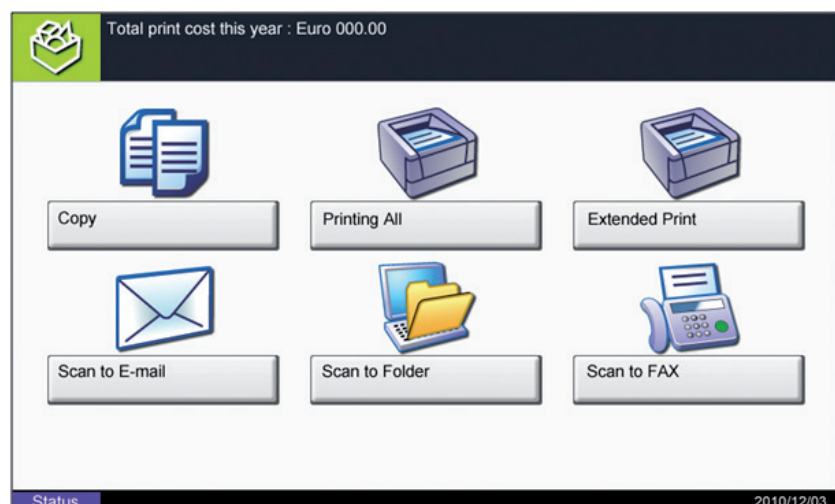 Total print cost this year : Euro 000.00
Copy
Printing All
Extended Print
Scan to E-mail
Scan to Folder
Scan to FAX
Status
2010/12/03